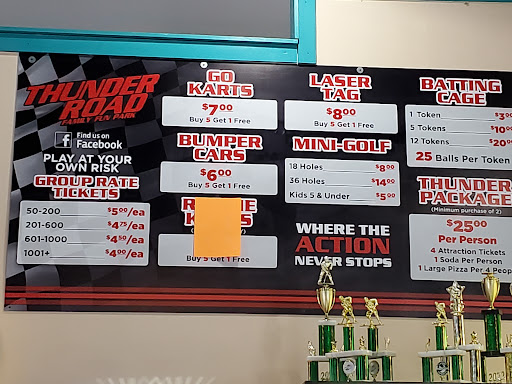 THUNDER
ROAD
FAMILY FUN PARK
f Find us on
Facebook
PLAY AT YOUR
OWN RISK
GROUP RATE
TICKETS
50-200 $5.00/ea
201-600 $4.75/ea
601-1000 $4.50/ea
1001+ $4.00/ea
GO
KARTS
$7.00
Buy 5 Get 1 Free
BUMPER
CARS
$6.00
Buy 5 Get 1 Free
Buy 5 Get 1 Free
LASER
TAG
$8.00
Buy 5 Get 1 Free
MINI-GOLF
18 Holes $8.00
36 Holes $14.00
Kids 5 & Under $5.00
WHERE THE
ACTION
NEVER STOPS
BATTING
CAGE
1 Token
5 Tokens
12 Tokens
25 Balls Per Token
THUNDER
PACKAGE
(Minimum purchase of 2)
$25.00
Per Person
4 Attraction Tickets
1 Soda Per Person
1 Large Pizza Per 4